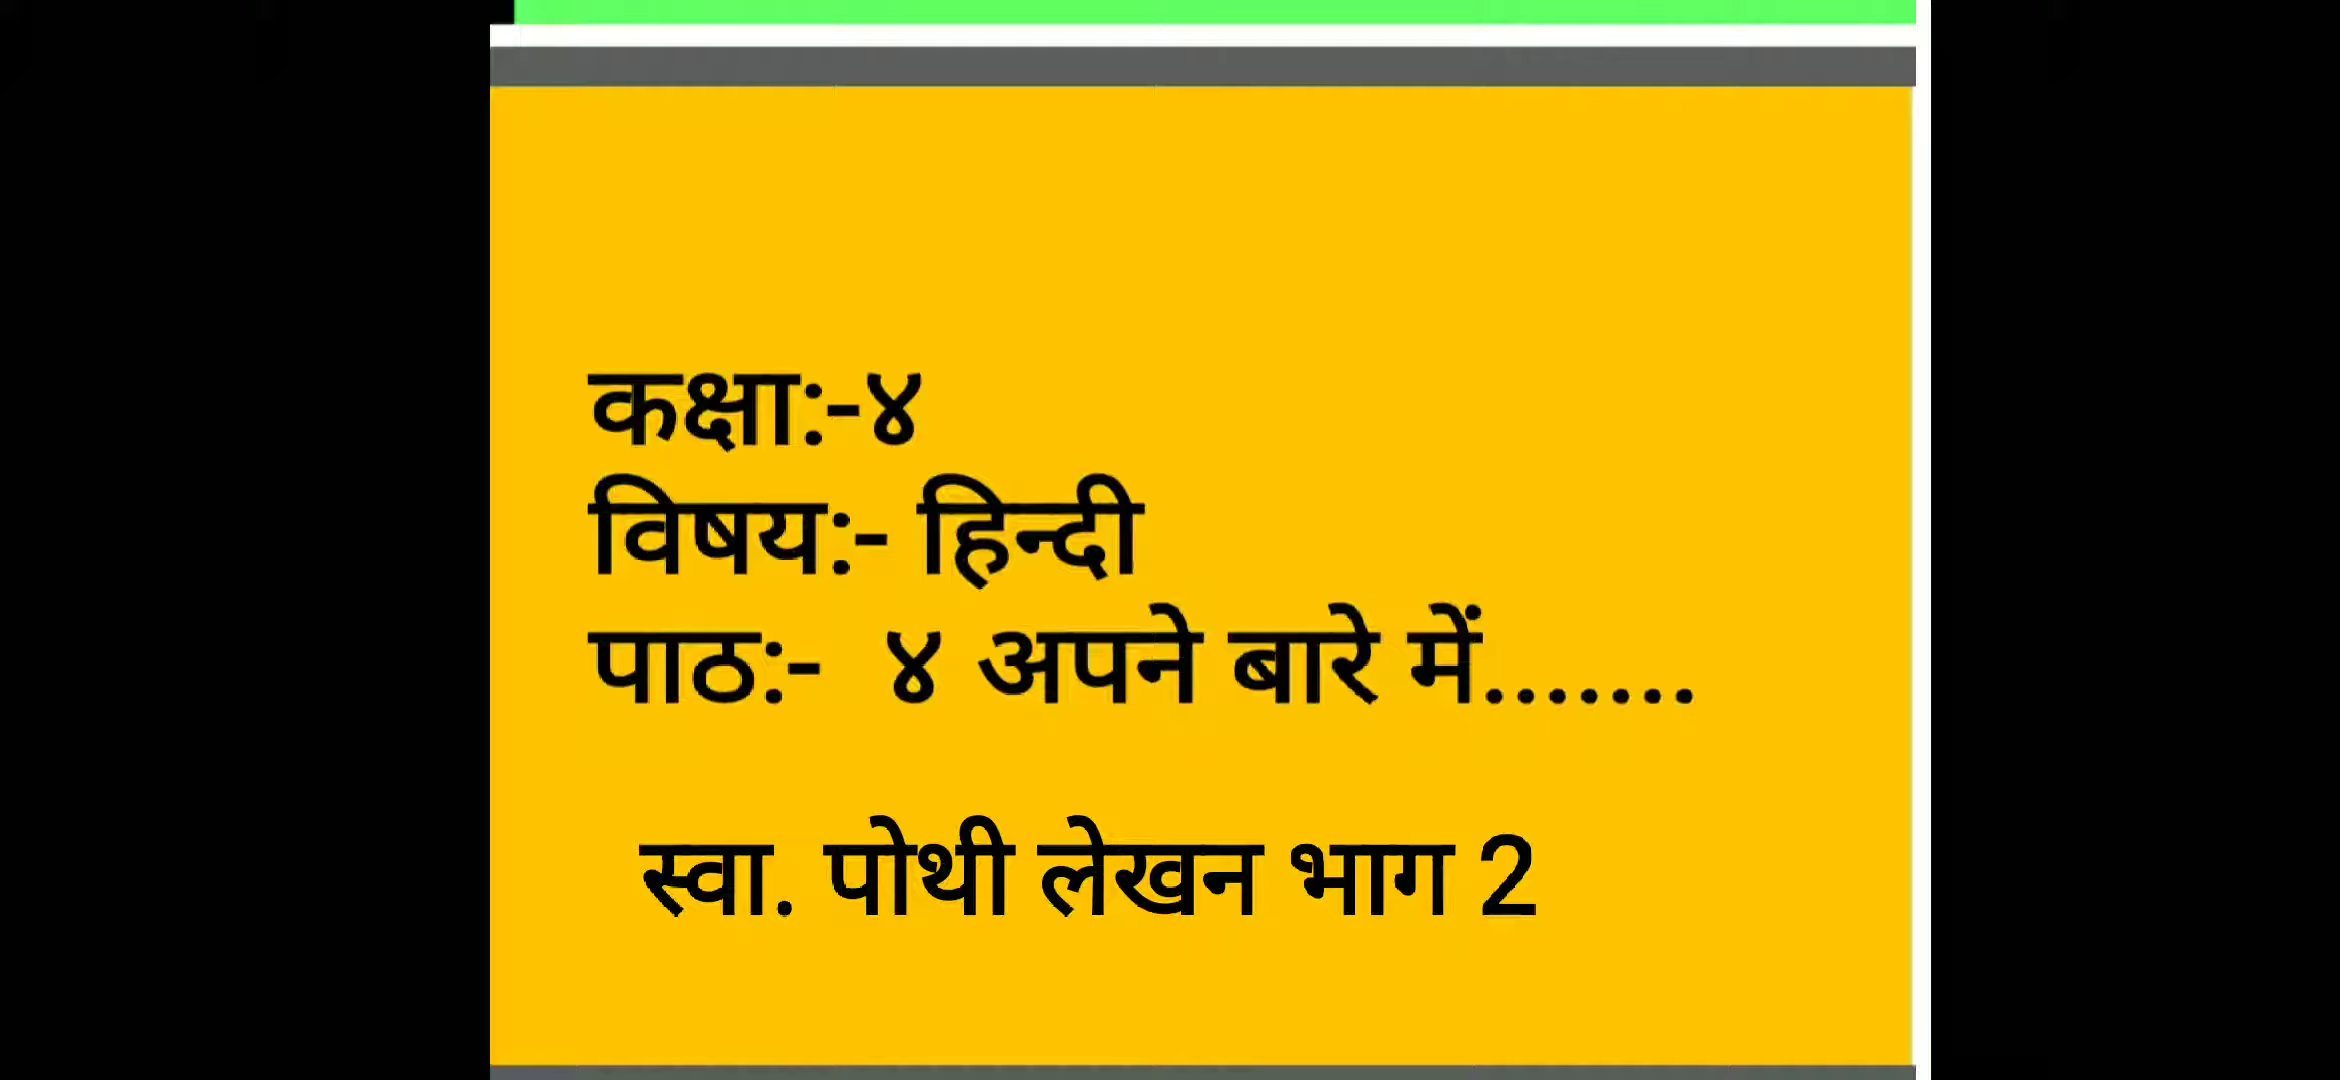 कक्षा:-४
विषय:- हिन्दी
पाठ:- ४ अपने बारे में.......
स्वा. पोथी लेखन भाग 2